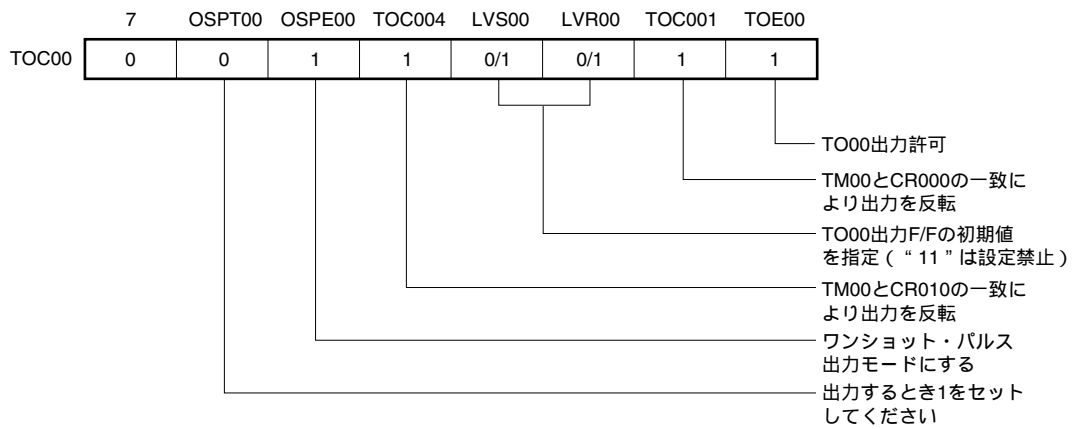 7 OSPT00 OSPE00 TOC004 LVS00 LVR00 TOC001 TOE00
TOC00 0 0 1 1 0/1 0/1 1 1
TO00出力許可
TM00とCR000の一致に
より出力を反転
TO00出力F/Fの初期値
を指定（“11”は設定禁止）
TM00とCR010の一致に
より出力を反転
ワンショット・パルス
出力モードにする
出力するとき1をセット
してください